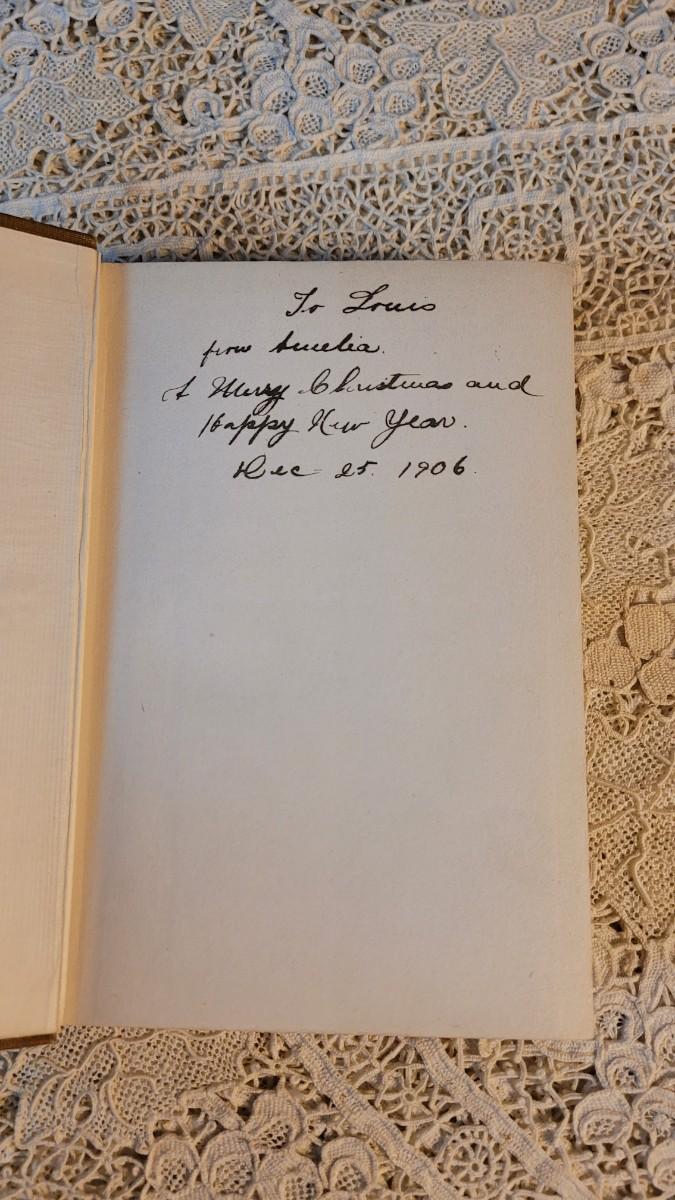 To Louis
from Amelia.
A Merry Christmas and
Happy New Year.
Dec 25. 1906.